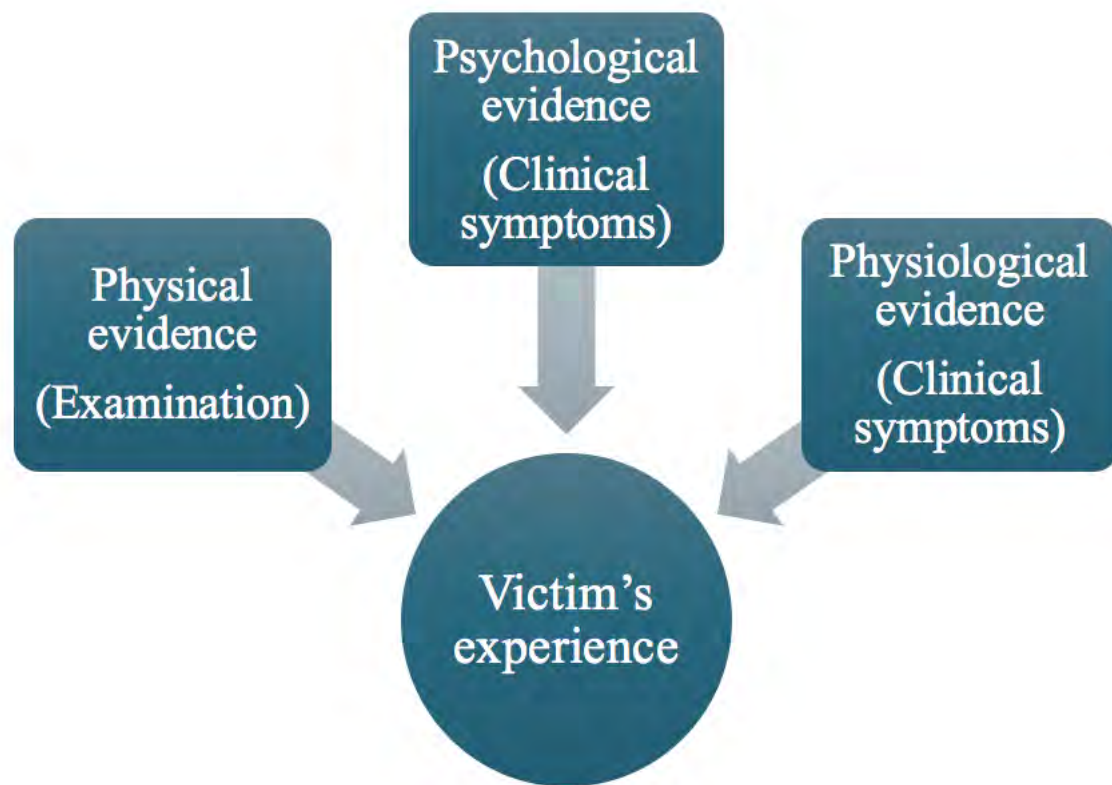 Psychological
evidence
(Clinical
symptoms)
Physical
evidence
(Examination)
Physiological
evidence
(Clinical
symptoms)
Victim’s
experience